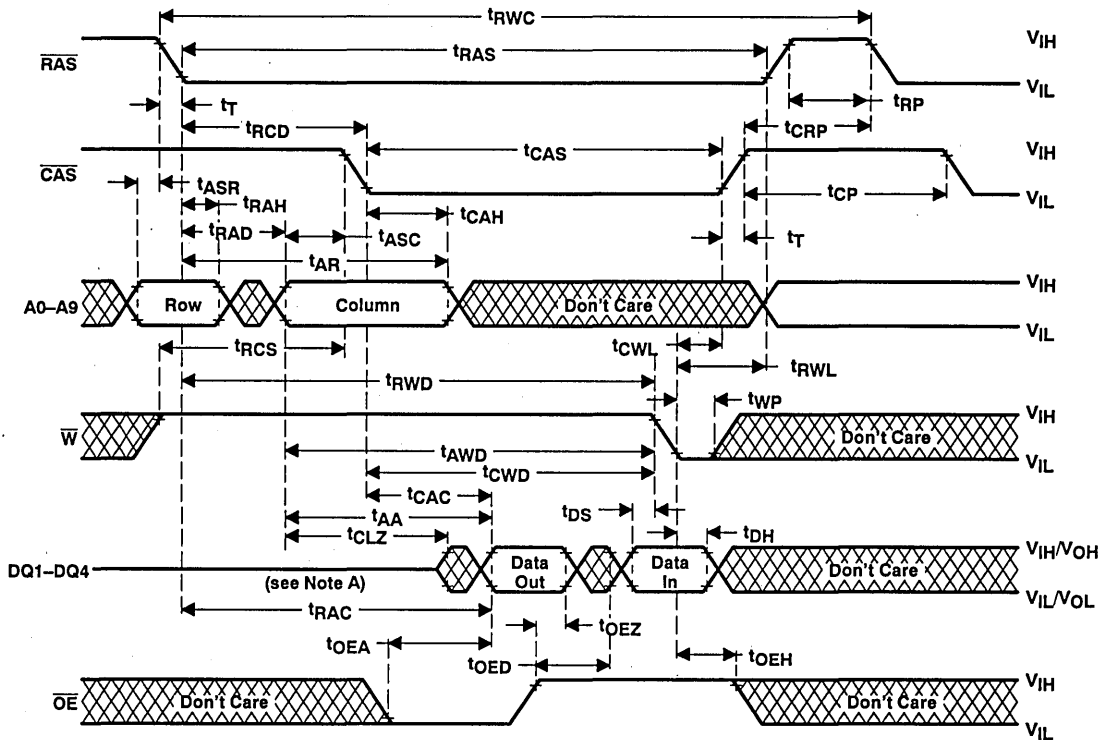 tRWC
RAS
tRAS
VIH
VIL
tT
tRP
tRCD
tCRP
CAS
tCAS
VIH
VIL
tASR
tCP
tRAH
tCAH
tRAD
tASC
tT
tAR
A0–A9
Row
Column
Don't Care
VIH
VIL
tRCS
tCWL
tRWL
tRWD
tWP
W
Don't Care
VIH
VIL
tAWD
tCWD
tCAC
tAA
tDS
tCLZ
tDH
DQ1–DQ4
(see Note A)
Data Out
Data In
Don't Care
VIH/VOH
VIL/VOL
tRAC
tOEZ
tOEA
tOED
tOEH
OE
Don't Care
Don't Care
VIH
VIL